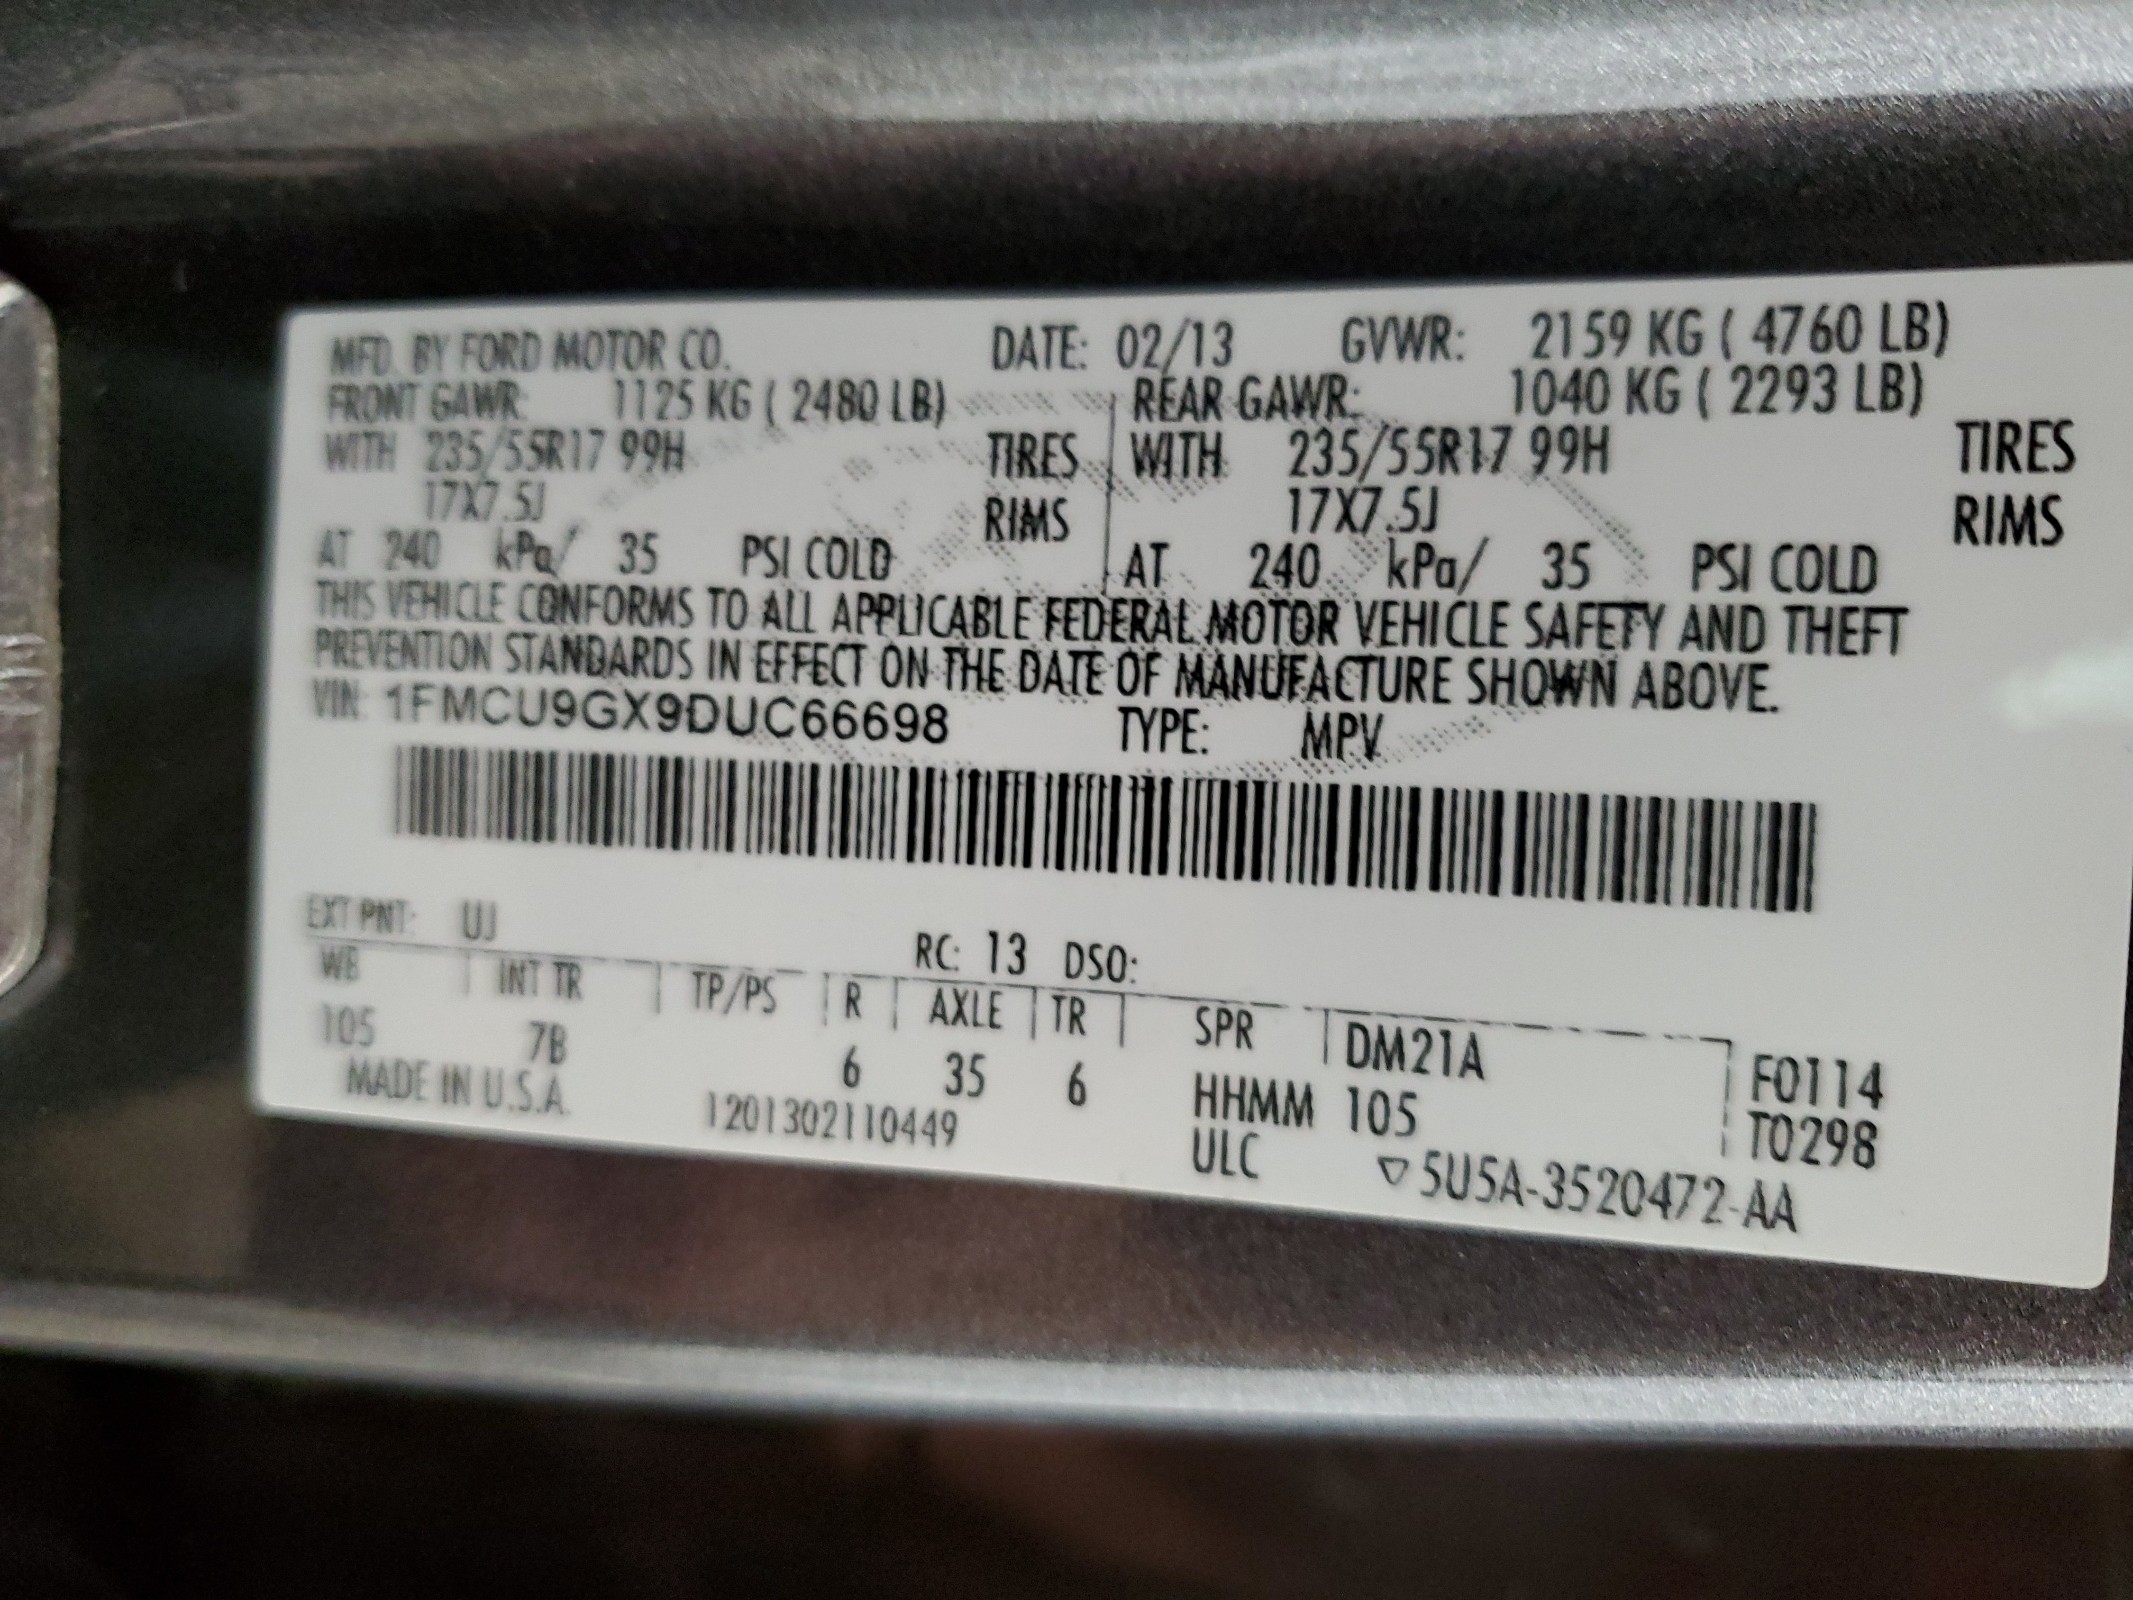 MFD. BY FORD MOTOR CO. DATE: 02/13 GVWR: 2159 KG ( 4760 LB)
FRONT GAWR: 1125 KG ( 2480 LB) REAR GAWR: 1040 KG ( 2293 LB)
WITH 235/55R17 99H TIRES WITH 235/55R17 99H TIRES
17X7.5J RIMS 17X7.5J RIMS
AT 240 kPa/ 35 PSI COLD AT 240 kPa/ 35 PSI COLD
THIS VEHICLE CONFORMS TO ALL APPLICABLE FEDERAL MOTOR VEHICLE SAFETY AND THEFT
PREVENTION STANDARDS IN EFFECT ON THE DATE OF MANUFACTURE SHOWN ABOVE.
VIN: 1FMCU9GX9DUC66698 TYPE: MPV
EXT PNT: UJ RC: 13 DSO:
WB INT TR TP/PS R AXLE TR SPR DM21A F0114
105 7B 6 35 6 HHMM 105 T0298
MADE IN U.S.A. 1201302110449 ULC ▽5U5A-3520472-AA